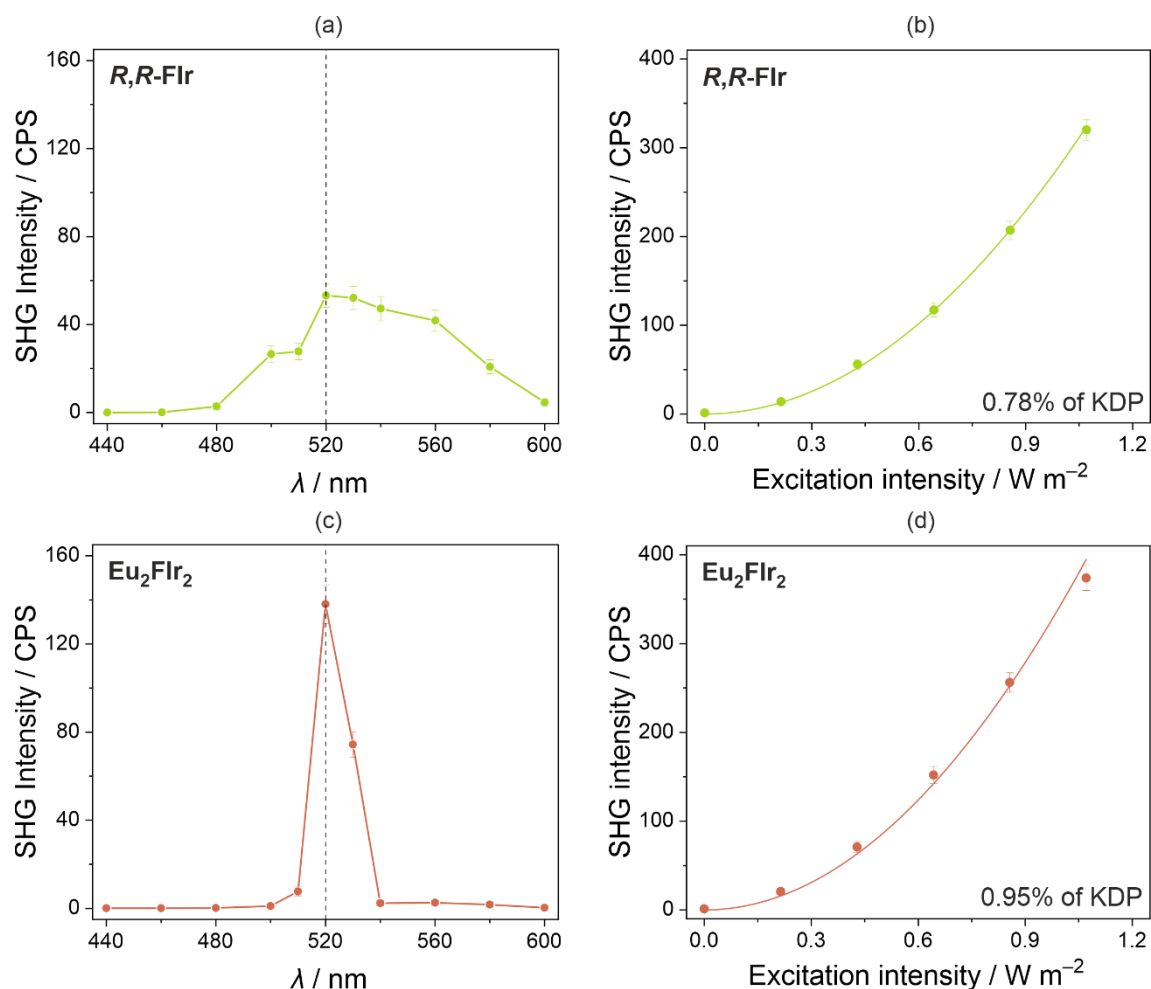 (a)
R,R-FIr
SHG Intensity / CPS
160
120
80
40
0
440 480 520 560 600
λ / nm
(b)
R,R-FIr
SHG intensity / CPS
400
300
200
100
0
0.78% of KDP
0.0 0.3 0.6 0.9 1.2
Excitation intensity / W m⁻²
(c)
Eu₂FIr₂
SHG Intensity / CPS
160
120
80
40
0
440 480 520 560 600
λ / nm
(d)
Eu₂FIr₂
SHG intensity / CPS
400
300
200
100
0
0.95% of KDP
0.0 0.3 0.6 0.9 1.2
Excitation intensity / W m⁻²